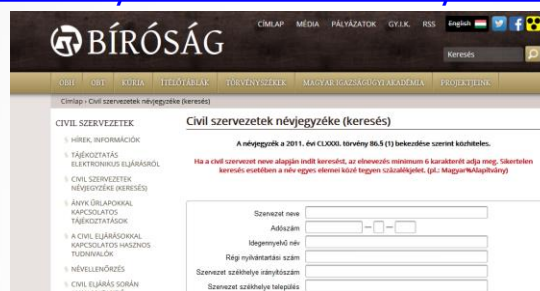 CÍMLAP MÉDIA PÁLYÁZATOK GY.I.K. RSS English
BÍRÓSÁG
Keresés
OBH OBT KÚRIA ÍTÉLŐTÁBLÁK TÖRVÉNYSZÉKEK MAGYAR IGAZSÁGÜGYI AKADÉMIA PROJEKTJEINK
Címlap › Civil szervezetek névjegyzéke (keresés)
CIVIL SZERVEZETEK
HÍREK, INFORMÁCIÓK
TÁJÉKOZTATÁS
ELEKTRONIKUS ELJÁRÁSRÓL
CIVIL SZERVEZETEK
NÉVJEGYZÉKE (KERESÉS)
ÁNYK ŰRLAPOKKAL
KAPCSOLATOS
TÁJÉKOZTATÁSOK
A CIVIL ELJÁRÁSOKKAL
KAPCSOLATOS HASZNOS
TUDNIVALÓK
NÉVELLENŐRZÉS
CIVIL ELJÁRÁS SORÁN
Civil szervezetek névjegyzéke (keresés)
A névjegyzék a 2011. évi CLXXXI. törvény 86.§ (1) bekezdése szerint közhiteles.
Ha a civil szervezet neve alapján indít keresést, az elnevezés minimum 6 karakterét adja meg. Sikertelen
keresés esetében a név egyes elemei közé tegyen százalékjelet. (pl.: Magyar%Alapítvány)
Szervezet neve
Adószám
Idegennyelvű név
Régi nyilvántartási szám
Szervezet székhelye irányítószám
Szervezet székhelye település